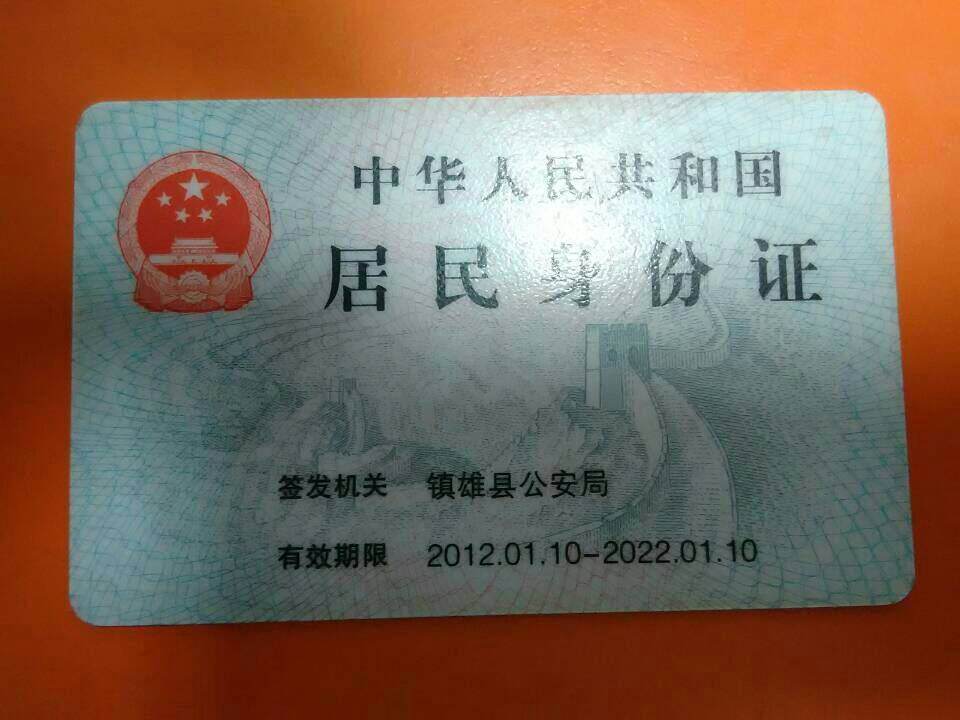 中华人民共和国
居民身份证
签发机关 镇雄县公安局
有效期限 2012.01.10-2022.01.10